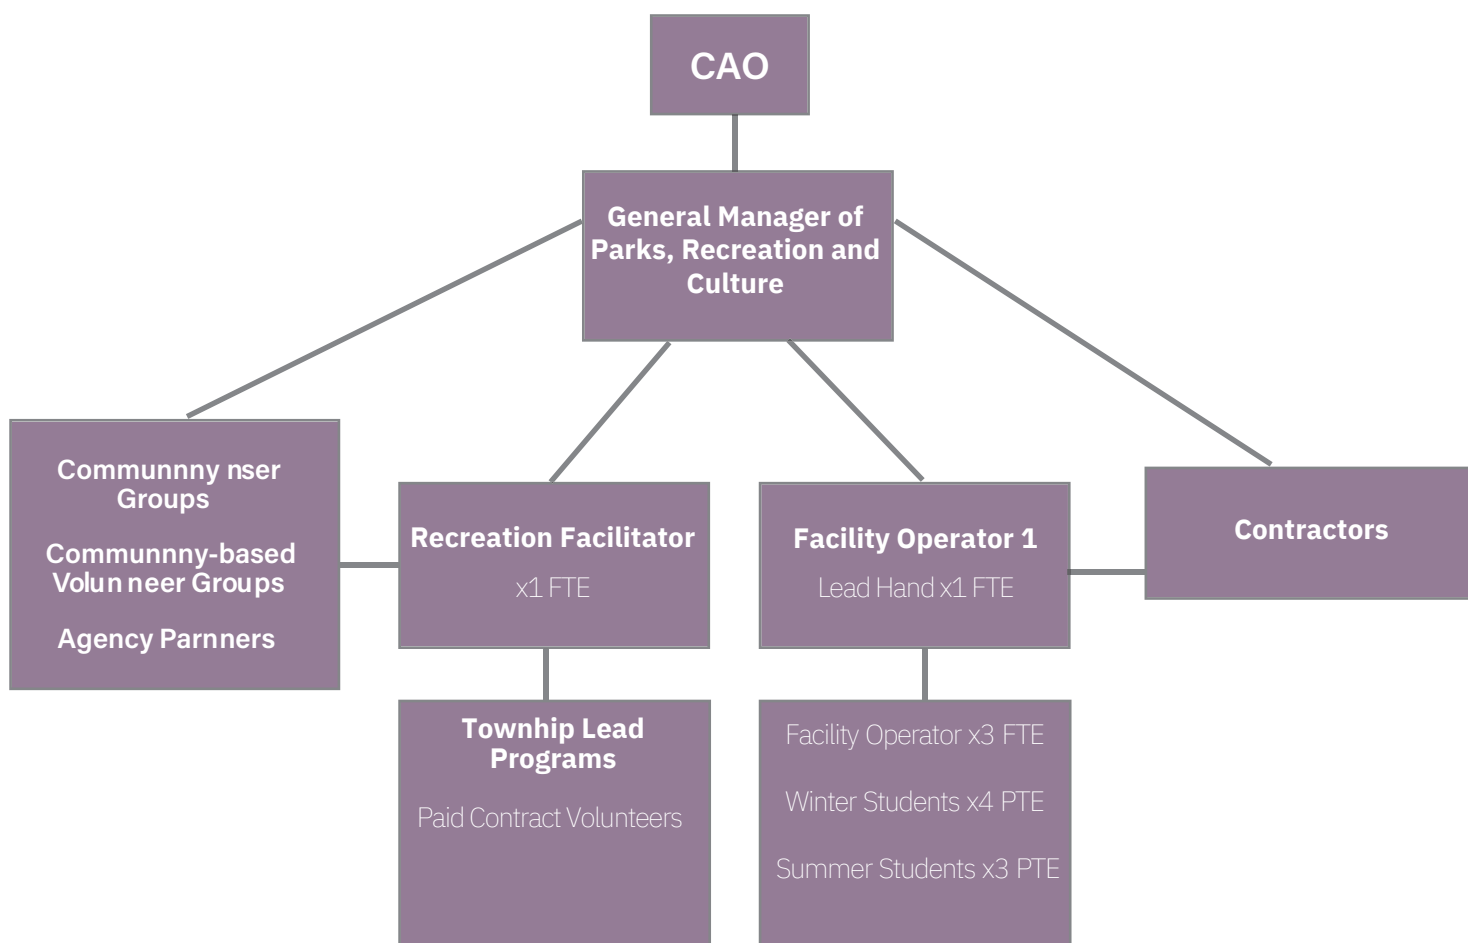 CAO
General Manager of
Parks, Recreation and
Culture
Communnny nser
Groups
Communnny-based
Volun neer Groups
Agency Parnners
Recreation Facilitator
x1 FTE
Facility Operator 1
Lead Hand x1 FTE
Contractors
Townhip Lead
Programs
Paid Contract Volunteers
Facility Operator x3 FTE
Winter Students x4 PTE
Summer Students x3 PTE